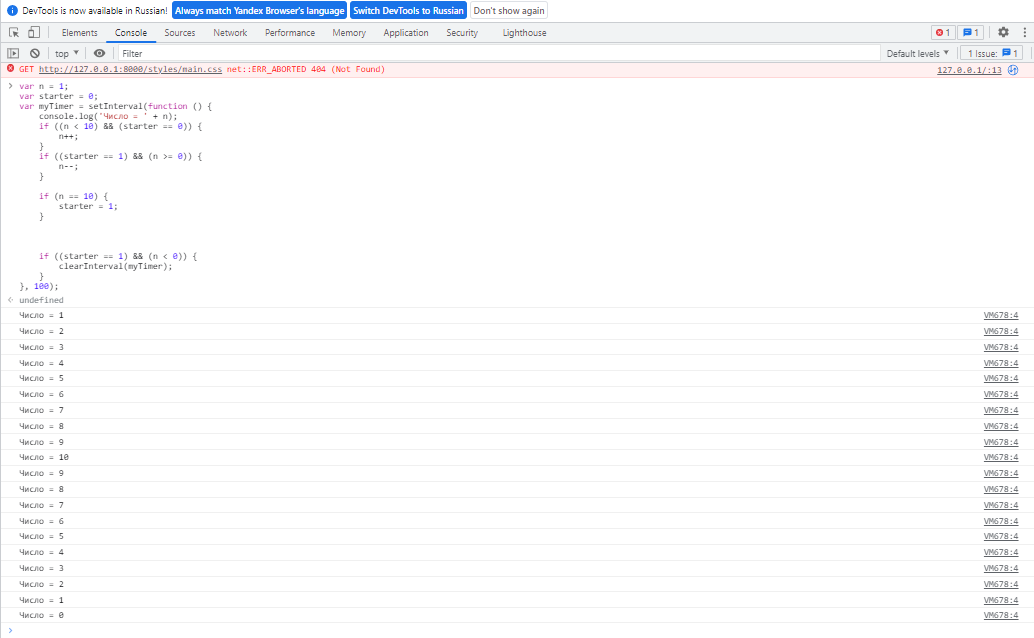 DevTools is now available in Russian! Always match Yandex Browser's language Switch DevTools to Russian Don't show again
Elements Console Sources Network Performance Memory Application Security Lighthouse 1 1
top Filter Default levels 1 Issue: 1
GET http://127.0.0.1:8000/styles/main.css net::ERR_ABORTED 404 (Not Found) 127.0.0.1/:13
var n = 1;
var starter = 0;
var myTimer = setInterval(function () {
console.log('Число = ' + n);
if ((n < 10) && (starter == 0)) {
n++;
}
if ((starter == 1) && (n >= 0)) {
n--;
}
if (n == 10) {
starter = 1;
}
if ((starter == 1) && (n < 0)) {
clearInterval(myTimer);
}
}, 100);
undefined
Число = 1 VM678:4
Число = 2 VM678:4
Число = 3 VM678:4
Число = 4 VM678:4
Число = 5 VM678:4
Число = 6 VM678:4
Число = 7 VM678:4
Число = 8 VM678:4
Число = 9 VM678:4
Число = 10 VM678:4
Число = 9 VM678:4
Число = 8 VM678:4
Число = 7 VM678:4
Число = 6 VM678:4
Число = 5 VM678:4
Число = 4 VM678:4
Число = 3 VM678:4
Число = 2 VM678:4
Число = 1 VM678:4
Число = 0 VM678:4